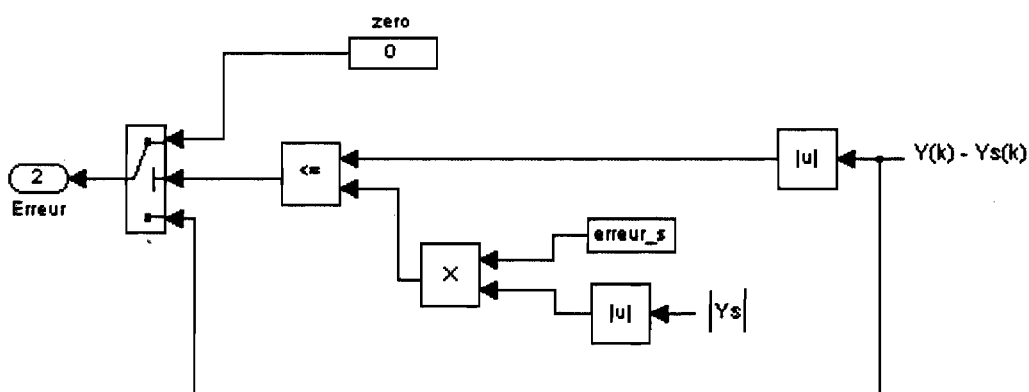 zero
0
<=
|u|
Y(k) - Ys(k)
2
Erreur
erreur_s
×
|u|
|Ys|